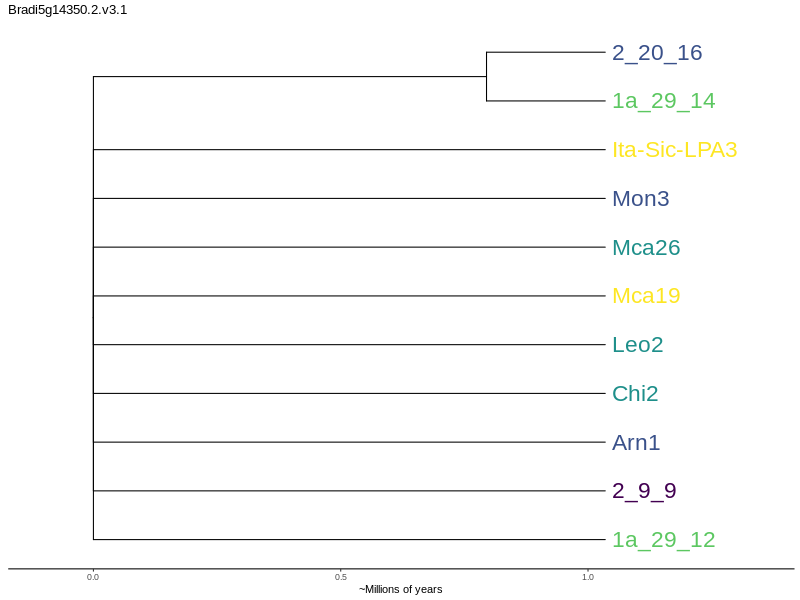 Bradi5g14350.2.v3.1
2_20_16
1a_29_14
Ita-Sic-LPA3
Mon3
Mca26
Mca19
Leo2
Chi2
Arn1
2_9_9
1a_29_12
0.0 0.5 1.0
~Millions of years